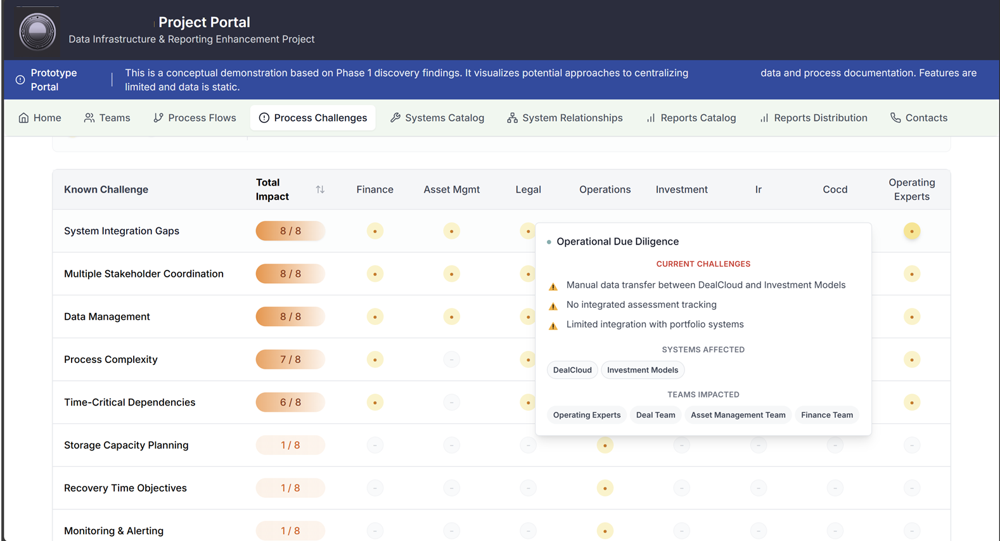 Project Portal
Data Infrastructure & Reporting Enhancement Project
Prototype Portal
This is a conceptual demonstration based on Phase 1 discovery findings. It visualizes potential approaches to centralizing data and process documentation. Features are
limited and data is static.
Home Teams Process Flows Process Challenges Systems Catalog System Relationships Reports Catalog Reports Distribution Contacts
Known Challenge Total Impact Finance Asset Mgmt Legal Operations Investment Ir Cocd Operating Experts
System Integration Gaps 8 / 8
Multiple Stakeholder Coordination 8 / 8
Data Management 8 / 8
Process Complexity 7 / 8
Time-Critical Dependencies 6 / 8
Storage Capacity Planning 1 / 8
Recovery Time Objectives 1 / 8
Monitoring & Alerting 1 / 8
Operational Due Diligence
CURRENT CHALLENGES
Manual data transfer between DealCloud and Investment Models
No integrated assessment tracking
Limited integration with portfolio systems
SYSTEMS AFFECTED
DealCloud Investment Models
TEAMS IMPACTED
Operating Experts Deal Team Asset Management Team Finance Team